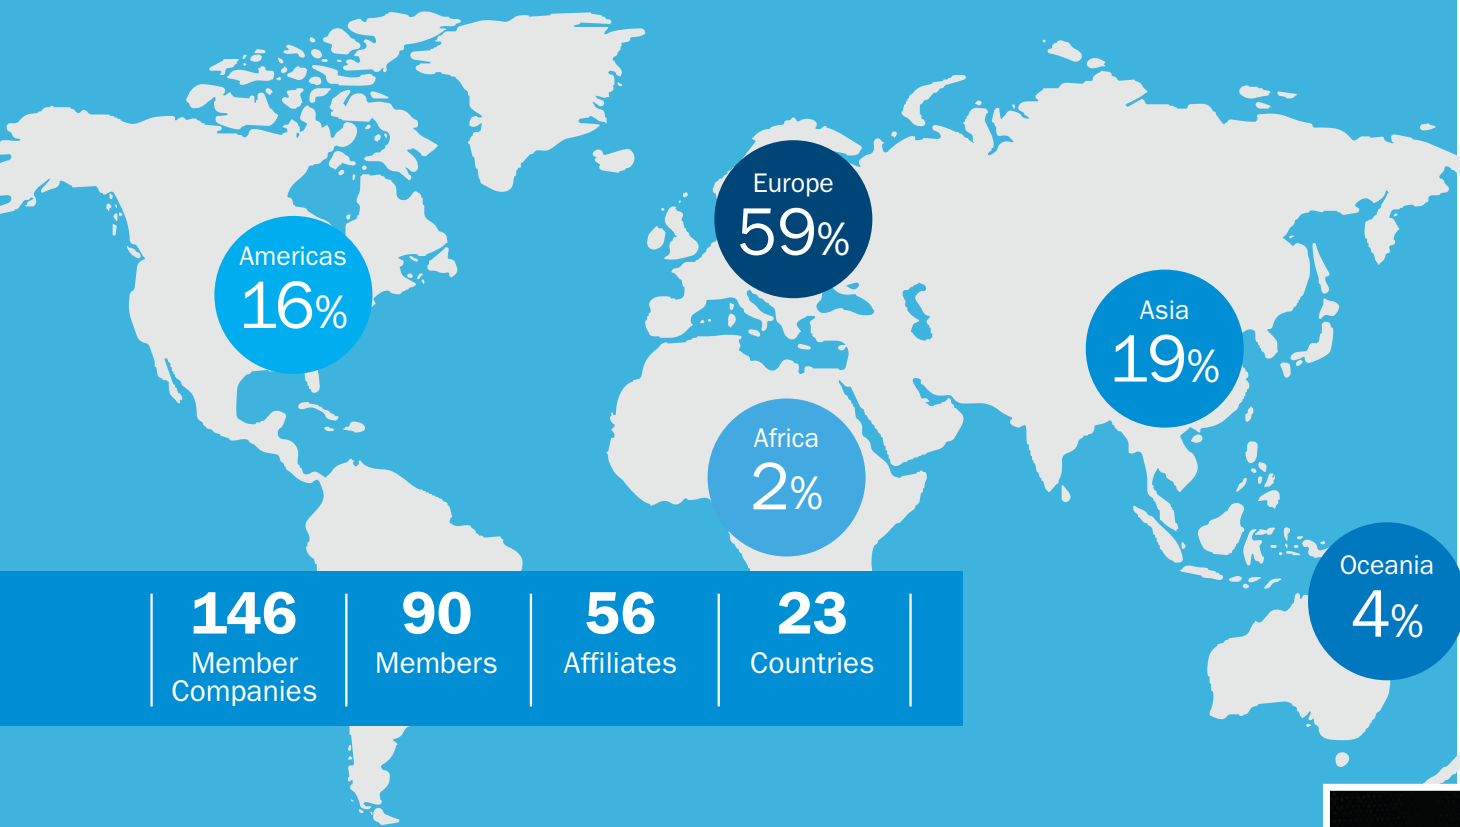 Europe
59%
Americas
16%
Asia
19%
Africa
2%
Oceania
4%
146
Member
Companies
90
Members
56
Affiliates
23
Countries